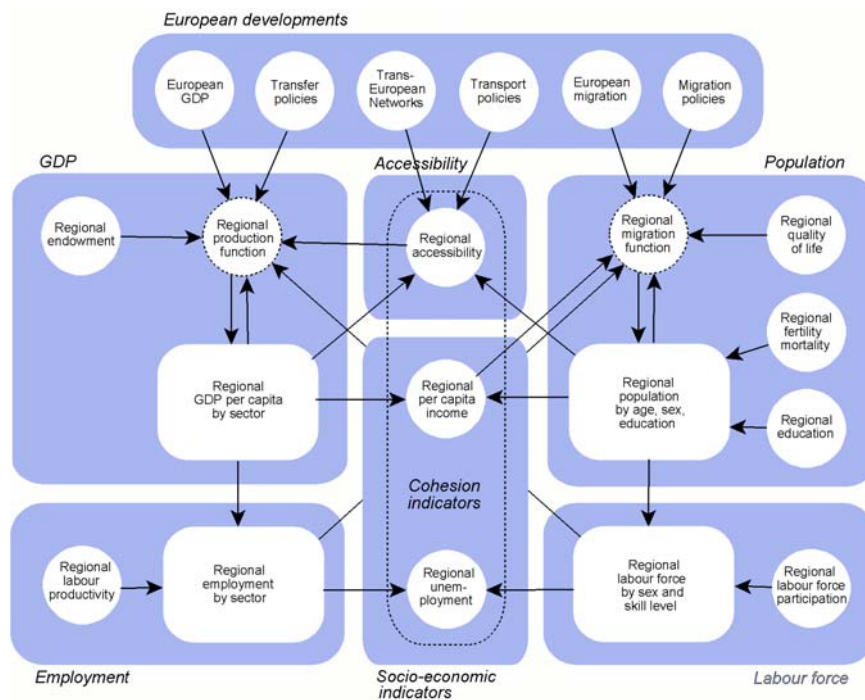 European developments
European
GDP
Transfer
policies
Trans-
European
Networks
Transport
policies
European
migration
Migration
policies
GDP
Accessibility
Population
Regional
endowment
Regional
production
function
Regional
accessibility
Regional
migration
function
Regional
quality
of life
Regional
fertility
mortality
Regional
GDP per capita
by sector
Regional
per capita
income
Regional
population
by age, sex,
education
Regional
education
Cohesion
indicators
Regional
labour
productivity
Regional
employment
by sector
Regional
unem-
ployment
Regional
labour force
by sex and
skill level
Regional
labour force
participation
Employment
Socio-economic
indicators
Labour force